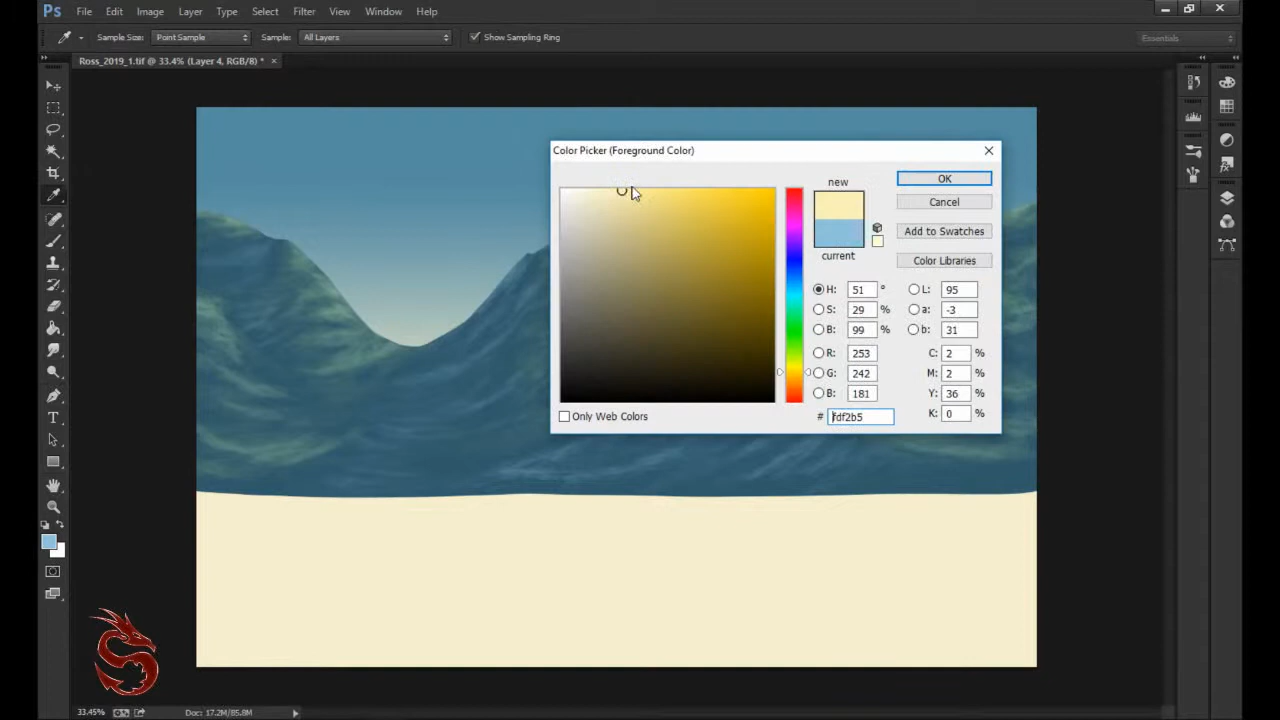 Ps File Edit Image Layer Type Select Filter View Window Help
Sample Size: Point Sample Sample: All Layers Show Sampling Ring Essentials
Ross_2019_1.tif @ 33.4% (Layer 4, RGB/8) * ×
Color Picker (Foreground Color)
new OK
Cancel
Add to Swatches
current Color Libraries
H: 51 ° L: 95
S: 29 % a: -3
B: 99 % b: 31
R: 253 C: 2 %
G: 242 M: 2 %
B: 181 Y: 36 %
Only Web Colors # fdf2b5 K: 0 %
33.45% Doc: 17.2M/85.8M